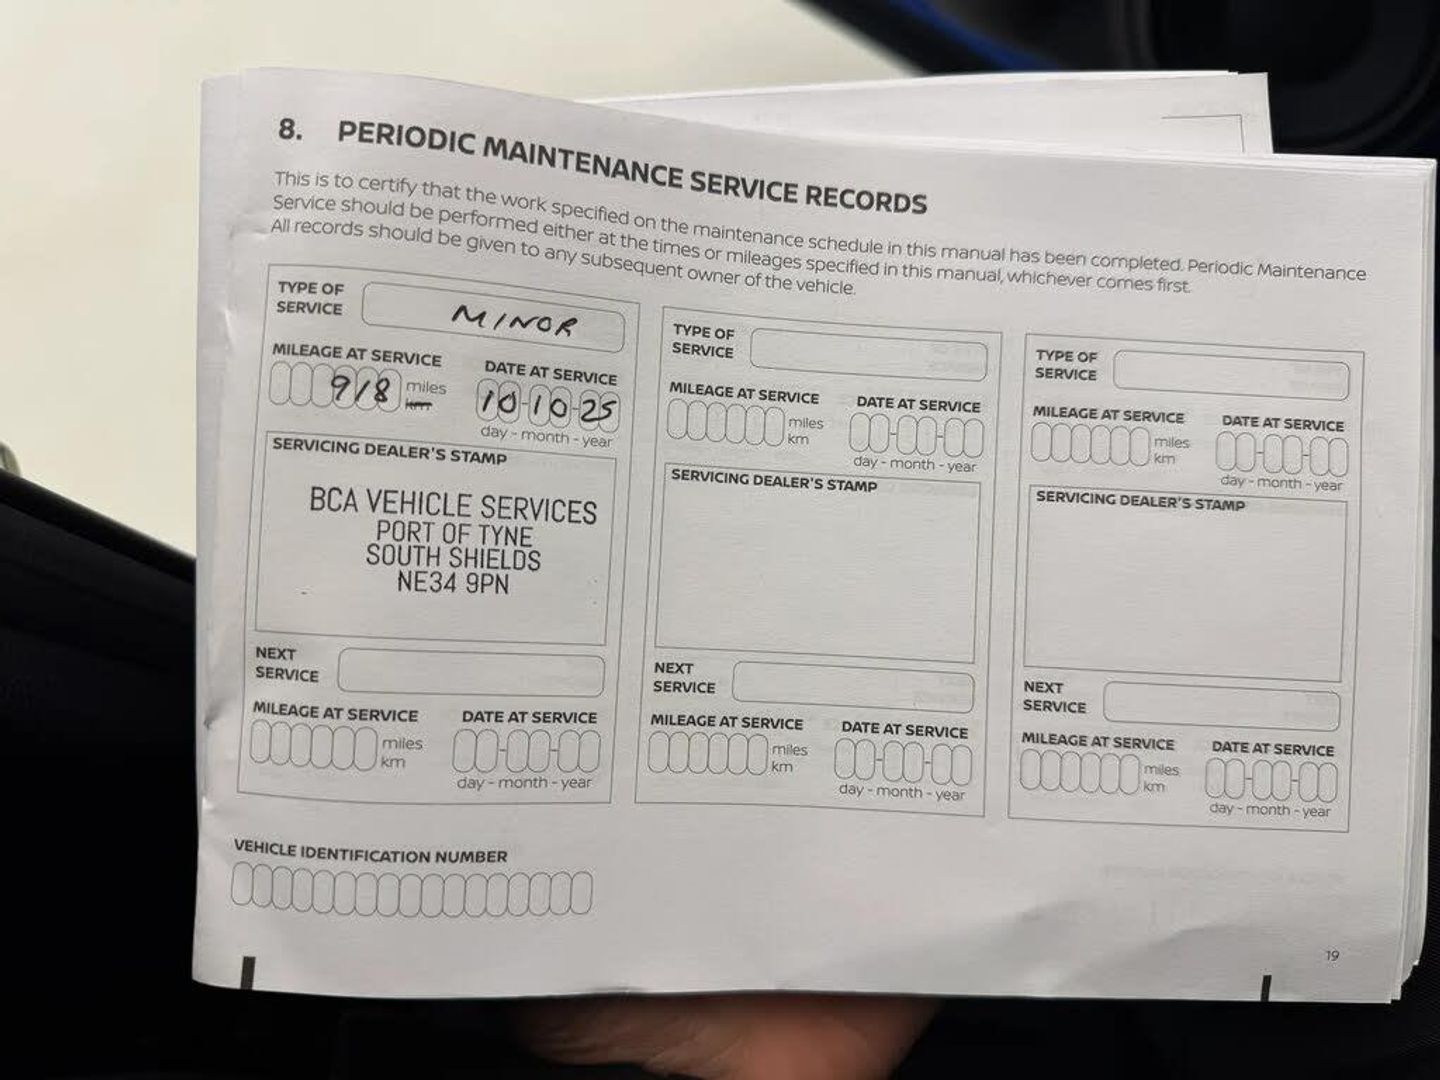 8. PERIODIC MAINTENANCE SERVICE RECORDS
This is to certify that the work specified on the maintenance schedule in this manual has been completed. Periodic Maintenance
Service should be performed either at the times or mileages specified in this manual, whichever comes first.
All records should be given to any subsequent owner of the vehicle.
TYPE OF
SERVICE
MINOR
MILEAGE AT SERVICE
918
miles
km
DATE AT SERVICE
10-10-25
day - month - year
SERVICING DEALER'S STAMP
BCA VEHICLE SERVICES
PORT OF TYNE
SOUTH SHIELDS
NE34 9PN
NEXT
SERVICE
MILEAGE AT SERVICE
miles
km
DATE AT SERVICE
day - month - year
TYPE OF
SERVICE
MILEAGE AT SERVICE
miles
km
DATE AT SERVICE
day - month - year
SERVICING DEALER'S STAMP
NEXT
SERVICE
MILEAGE AT SERVICE
miles
km
DATE AT SERVICE
day - month - year
TYPE OF
SERVICE
MILEAGE AT SERVICE
miles
km
DATE AT SERVICE
day - month - year
SERVICING DEALER'S STAMP
NEXT
SERVICE
MILEAGE AT SERVICE
miles
km
DATE AT SERVICE
day - month - year
VEHICLE IDENTIFICATION NUMBER
19